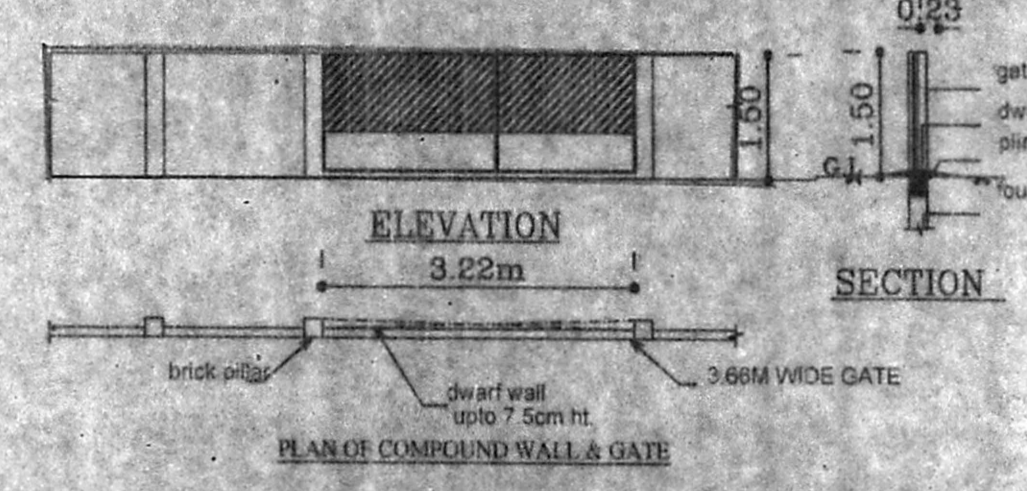 0.23
1.50
1.50
G.L
ELEVATION
3.22m
SECTION
brick pillar
3.66M WIDE GATE
dwarf wall
upto 7.5cm ht.
PLAN OF COMPOUND WALL & GATE